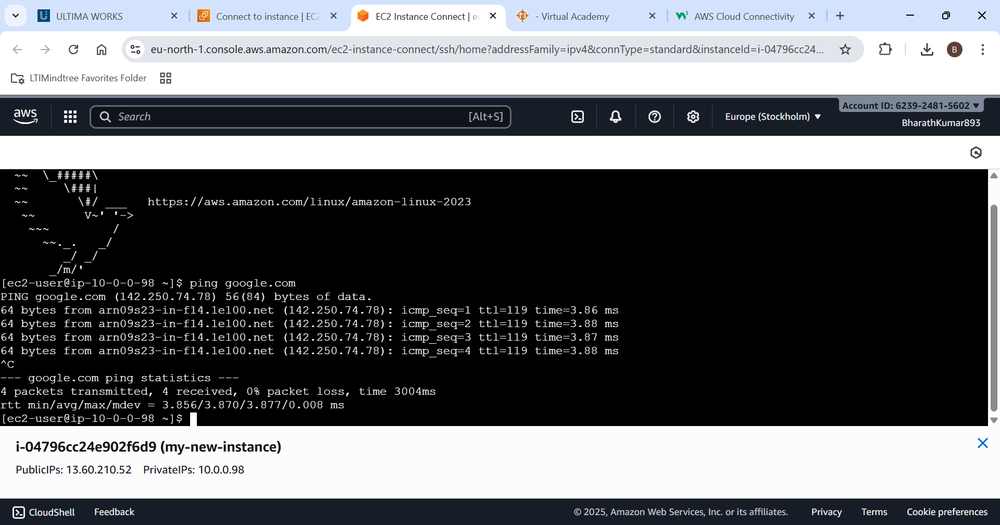 ULTIMA WORKS
Connect to instance | EC2
EC2 Instance Connect | eu
- Virtual Academy
AWS Cloud Connectivity
eu-north-1.console.aws.amazon.com/ec2-instance-connect/ssh/home?addressFamily=ipv4&connType=standard&instanceId=i-04796cc24...
B
LTIMindtree Favorites Folder
aws
Search
[Alt+S]
Europe (Stockholm) ▼
Account ID: 6239-2481-5602 ▼
BharathKumar893
~~  \_#####\
~~     \###|
~~       \#/ ___   https://aws.amazon.com/linux/amazon-linux-2023
~~       V~' '->
~~~         /
~~._.   _/
_/ _/
_/m/'
[ec2-user@ip-10-0-0-98 ~]$ ping google.com
PING google.com (142.250.74.78) 56(84) bytes of data.
64 bytes from arn09s23-in-f14.1e100.net (142.250.74.78): icmp_seq=1 ttl=119 time=3.86 ms
64 bytes from arn09s23-in-f14.1e100.net (142.250.74.78): icmp_seq=2 ttl=119 time=3.88 ms
64 bytes from arn09s23-in-f14.1e100.net (142.250.74.78): icmp_seq=3 ttl=119 time=3.87 ms
64 bytes from arn09s23-in-f14.1e100.net (142.250.74.78): icmp_seq=4 ttl=119 time=3.88 ms
^C
--- google.com ping statistics ---
4 packets transmitted, 4 received, 0% packet loss, time 3004ms
rtt min/avg/max/mdev = 3.856/3.870/3.877/0.008 ms
[ec2-user@ip-10-0-0-98 ~]$
i-04796cc24e902f6d9 (my-new-instance)
PublicIPs: 13.60.210.52    PrivateIPs: 10.0.0.98
CloudShell
Feedback
© 2025, Amazon Web Services, Inc. or its affiliates.
Privacy
Terms
Cookie preferences